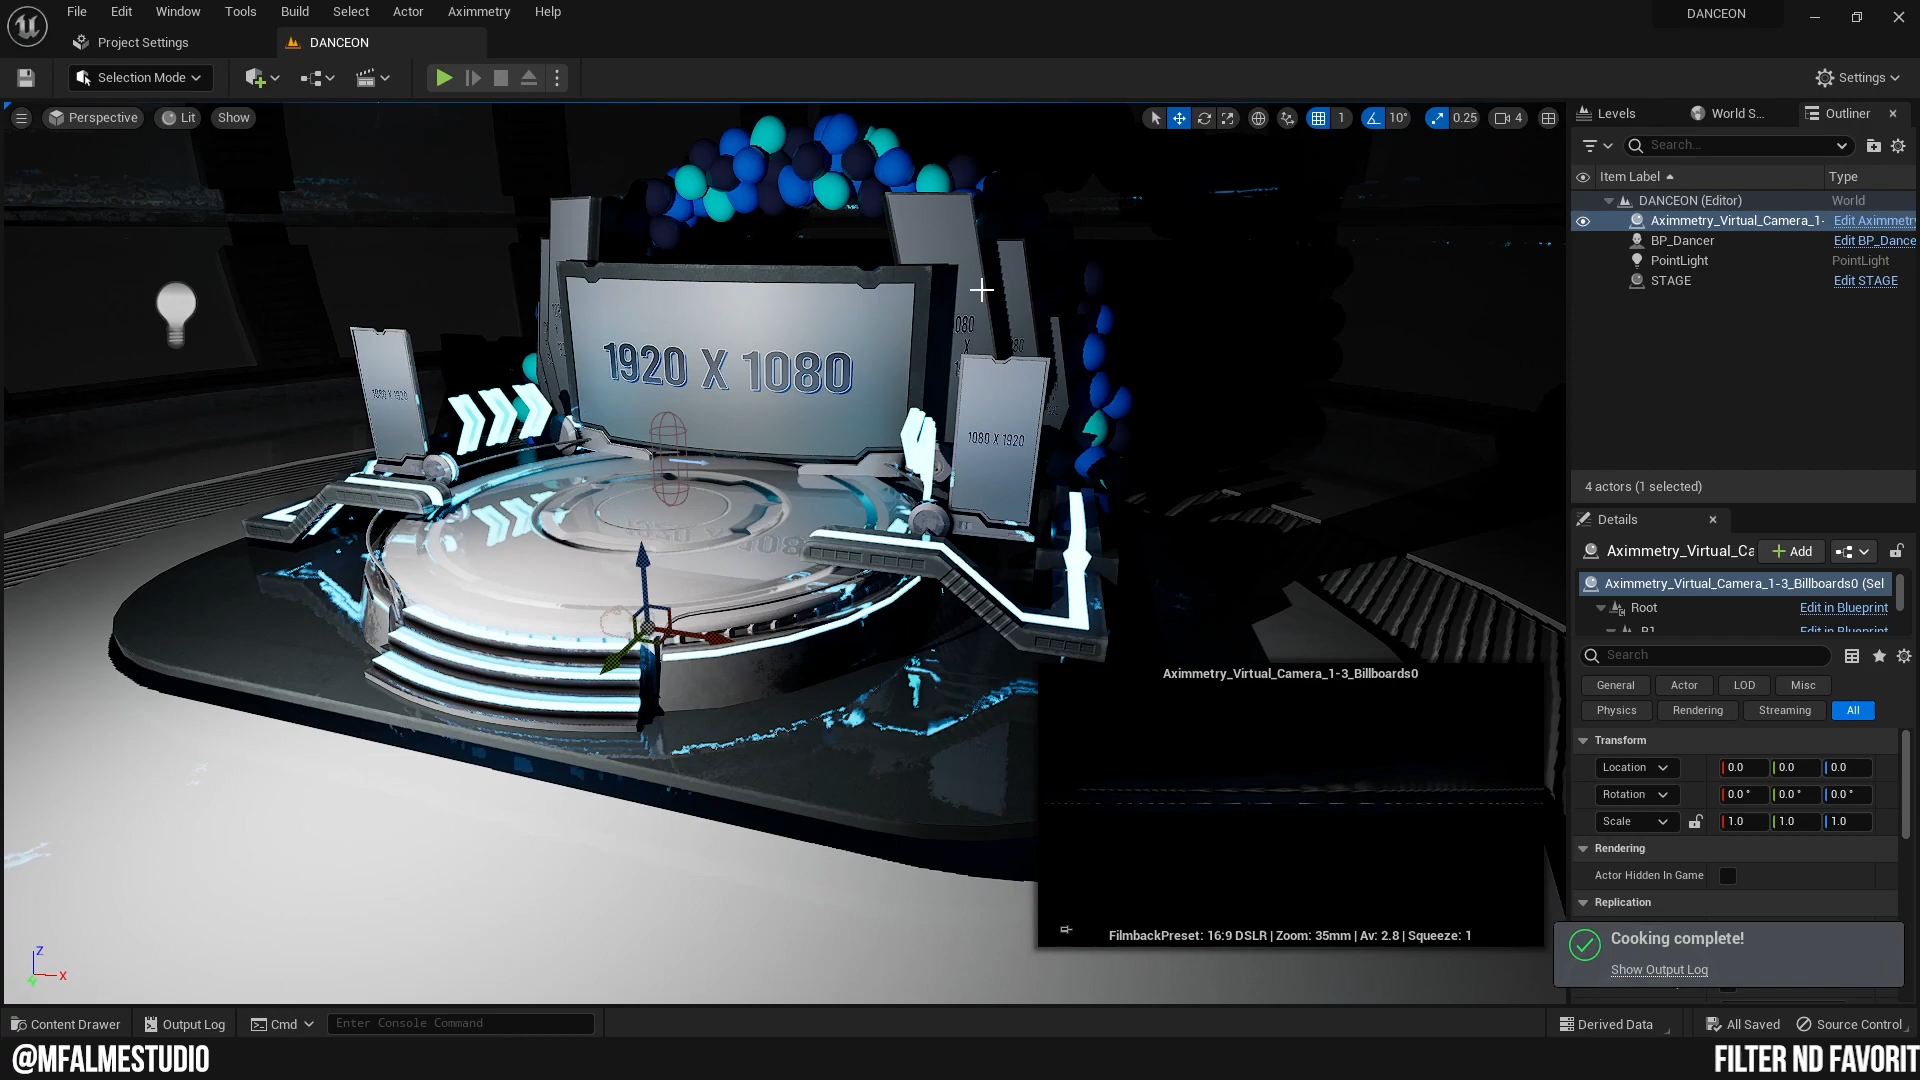 File Edit Window Tools Build Select Actor Aximmetry Help
DANCEON
Project Settings
DANCEON
Selection Mode
Settings
Perspective
Lit
Show
1
10°
0.25
4
Levels
World S...
Outliner
Search...
Item Label
Type
DANCEON (Editor)
World
Aximmetry_Virtual_Camera_1-
Edit Aximmetr
BP_Dancer
Edit BP_Dance
PointLight
PointLight
STAGE
Edit STAGE
1920 X 1080
1080 X 1920
1080 X 1920
4 actors (1 selected)
Details
Aximmetry_Virtual_Ca
Add
Aximmetry_Virtual_Camera_1-3_Billboards0 (Sel
Root
Edit in Blueprint
Edit in Blueprint
Search
General
Actor
LOD
Misc
Physics
Rendering
Streaming
All
Transform
Location
0.0
0.0
0.0
Rotation
0.0 °
0.0 °
0.0 °
Scale
1.0
1.0
1.0
Rendering
Actor Hidden In Game
Replication
Aximmetry_Virtual_Camera_1-3_Billboards0
FilmbackPreset: 16:9 DSLR | Zoom: 35mm | Av: 2.8 | Squeeze: 1
Cooking complete!
Show Output Log
Z
X
Content Drawer
Output Log
Cmd
Enter Console Command
Derived Data
All Saved
Source Control
@MFALMESTUDIO
FILTER ND FAVORIT